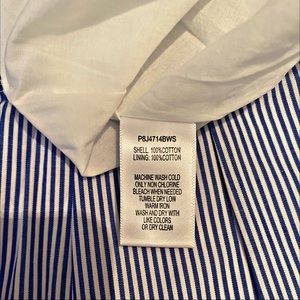 P8J4714BWS
SHELL: 100%COTTON
LINING: 100%COTTON
MACHINE WASH COLD
ONLY NON CHLORINE
BLEACH WHEN NEEDED
TUMBLE DRY LOW
WARM IRON
WASH AND DRY WITH
LIKE COLORS
OR DRY CLEAN